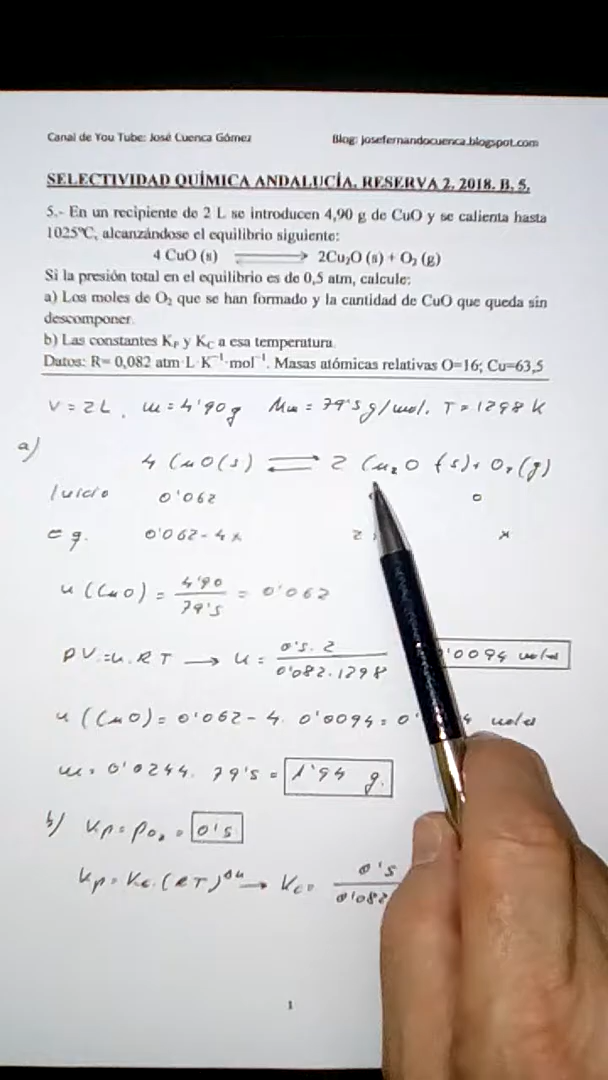 Canal de You Tube: José Cuenca Gómez Blog: josefernandocuenca.blogspot.com
SELECTIVIDAD QUÍMICA ANDALUCÍA. RESERVA 2. 2018. B. 5.
5.- En un recipiente de 2 L se introducen 4,90 g de CuO y se calienta hasta
1025ºC, alcanzándose el equilibrio siguiente:
4 CuO (s) ⇌ 2Cu₂O (s) + O₂ (g)
Si la presión total en el equilibrio es de 0,5 atm, calcule:
a) Los moles de O₂ que se han formado y la cantidad de CuO que queda sin
descomponer.
b) Las constantes K_P y K_C a esa temperatura.
Datos: R= 0,082 atm·L·K⁻¹·mol⁻¹. Masas atómicas relativas O=16; Cu=63,5
V = 2L, m = 4'90 g Mm = 79'5 g/mol. T = 1298 K
a)
4 CuO(s) ⇌ 2 Cu₂O (s) + O₂(g)
Inicio 0'062 0
eq. 0'062 - 4x 2 x
n (CuO) = 4'90 / 79'5 = 0'062
PV = n.RT → n = 0'5. 2 / 0'082.1298 '0094 moles
n (CuO) = 0'062 - 4. 0'0094 = 0' 4 moles
m = 0'0244. 79'5 = 1'94 g.
b) Kp = pO₂ = 0'5
Kp = Kc. (RT)^Δn → Kc = 0'5 / 0'082
1